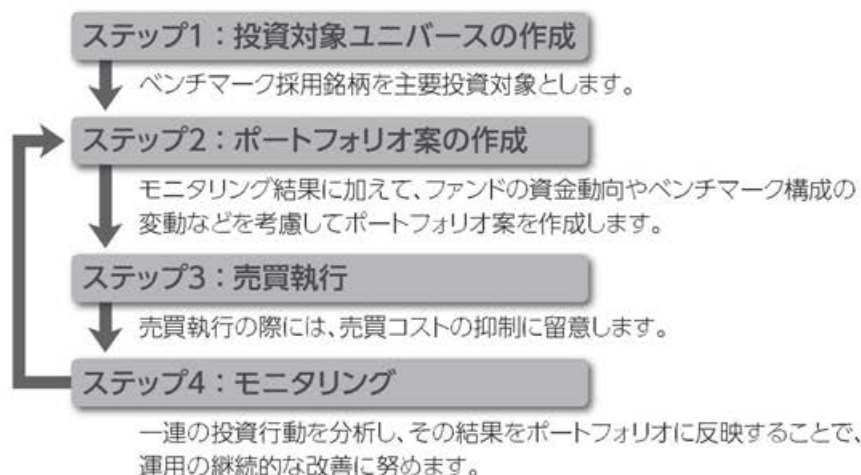 ステップ1：投資対象ユニバースの作成
ベンチマーク採用銘柄を主要投資対象とします。
ステップ2：ポートフォリオ案の作成
モニタリング結果に加えて、ファンドの資金動向やベンチマーク構成の
変動などを考慮してポートフォリオ案を作成します。
ステップ3：売買執行
売買執行の際には、売買コストの抑制に留意します。
ステップ4：モニタリング
一連の投資行動を分析し、その結果をポートフォリオに反映することで、
運用の継続的な改善に努めます。